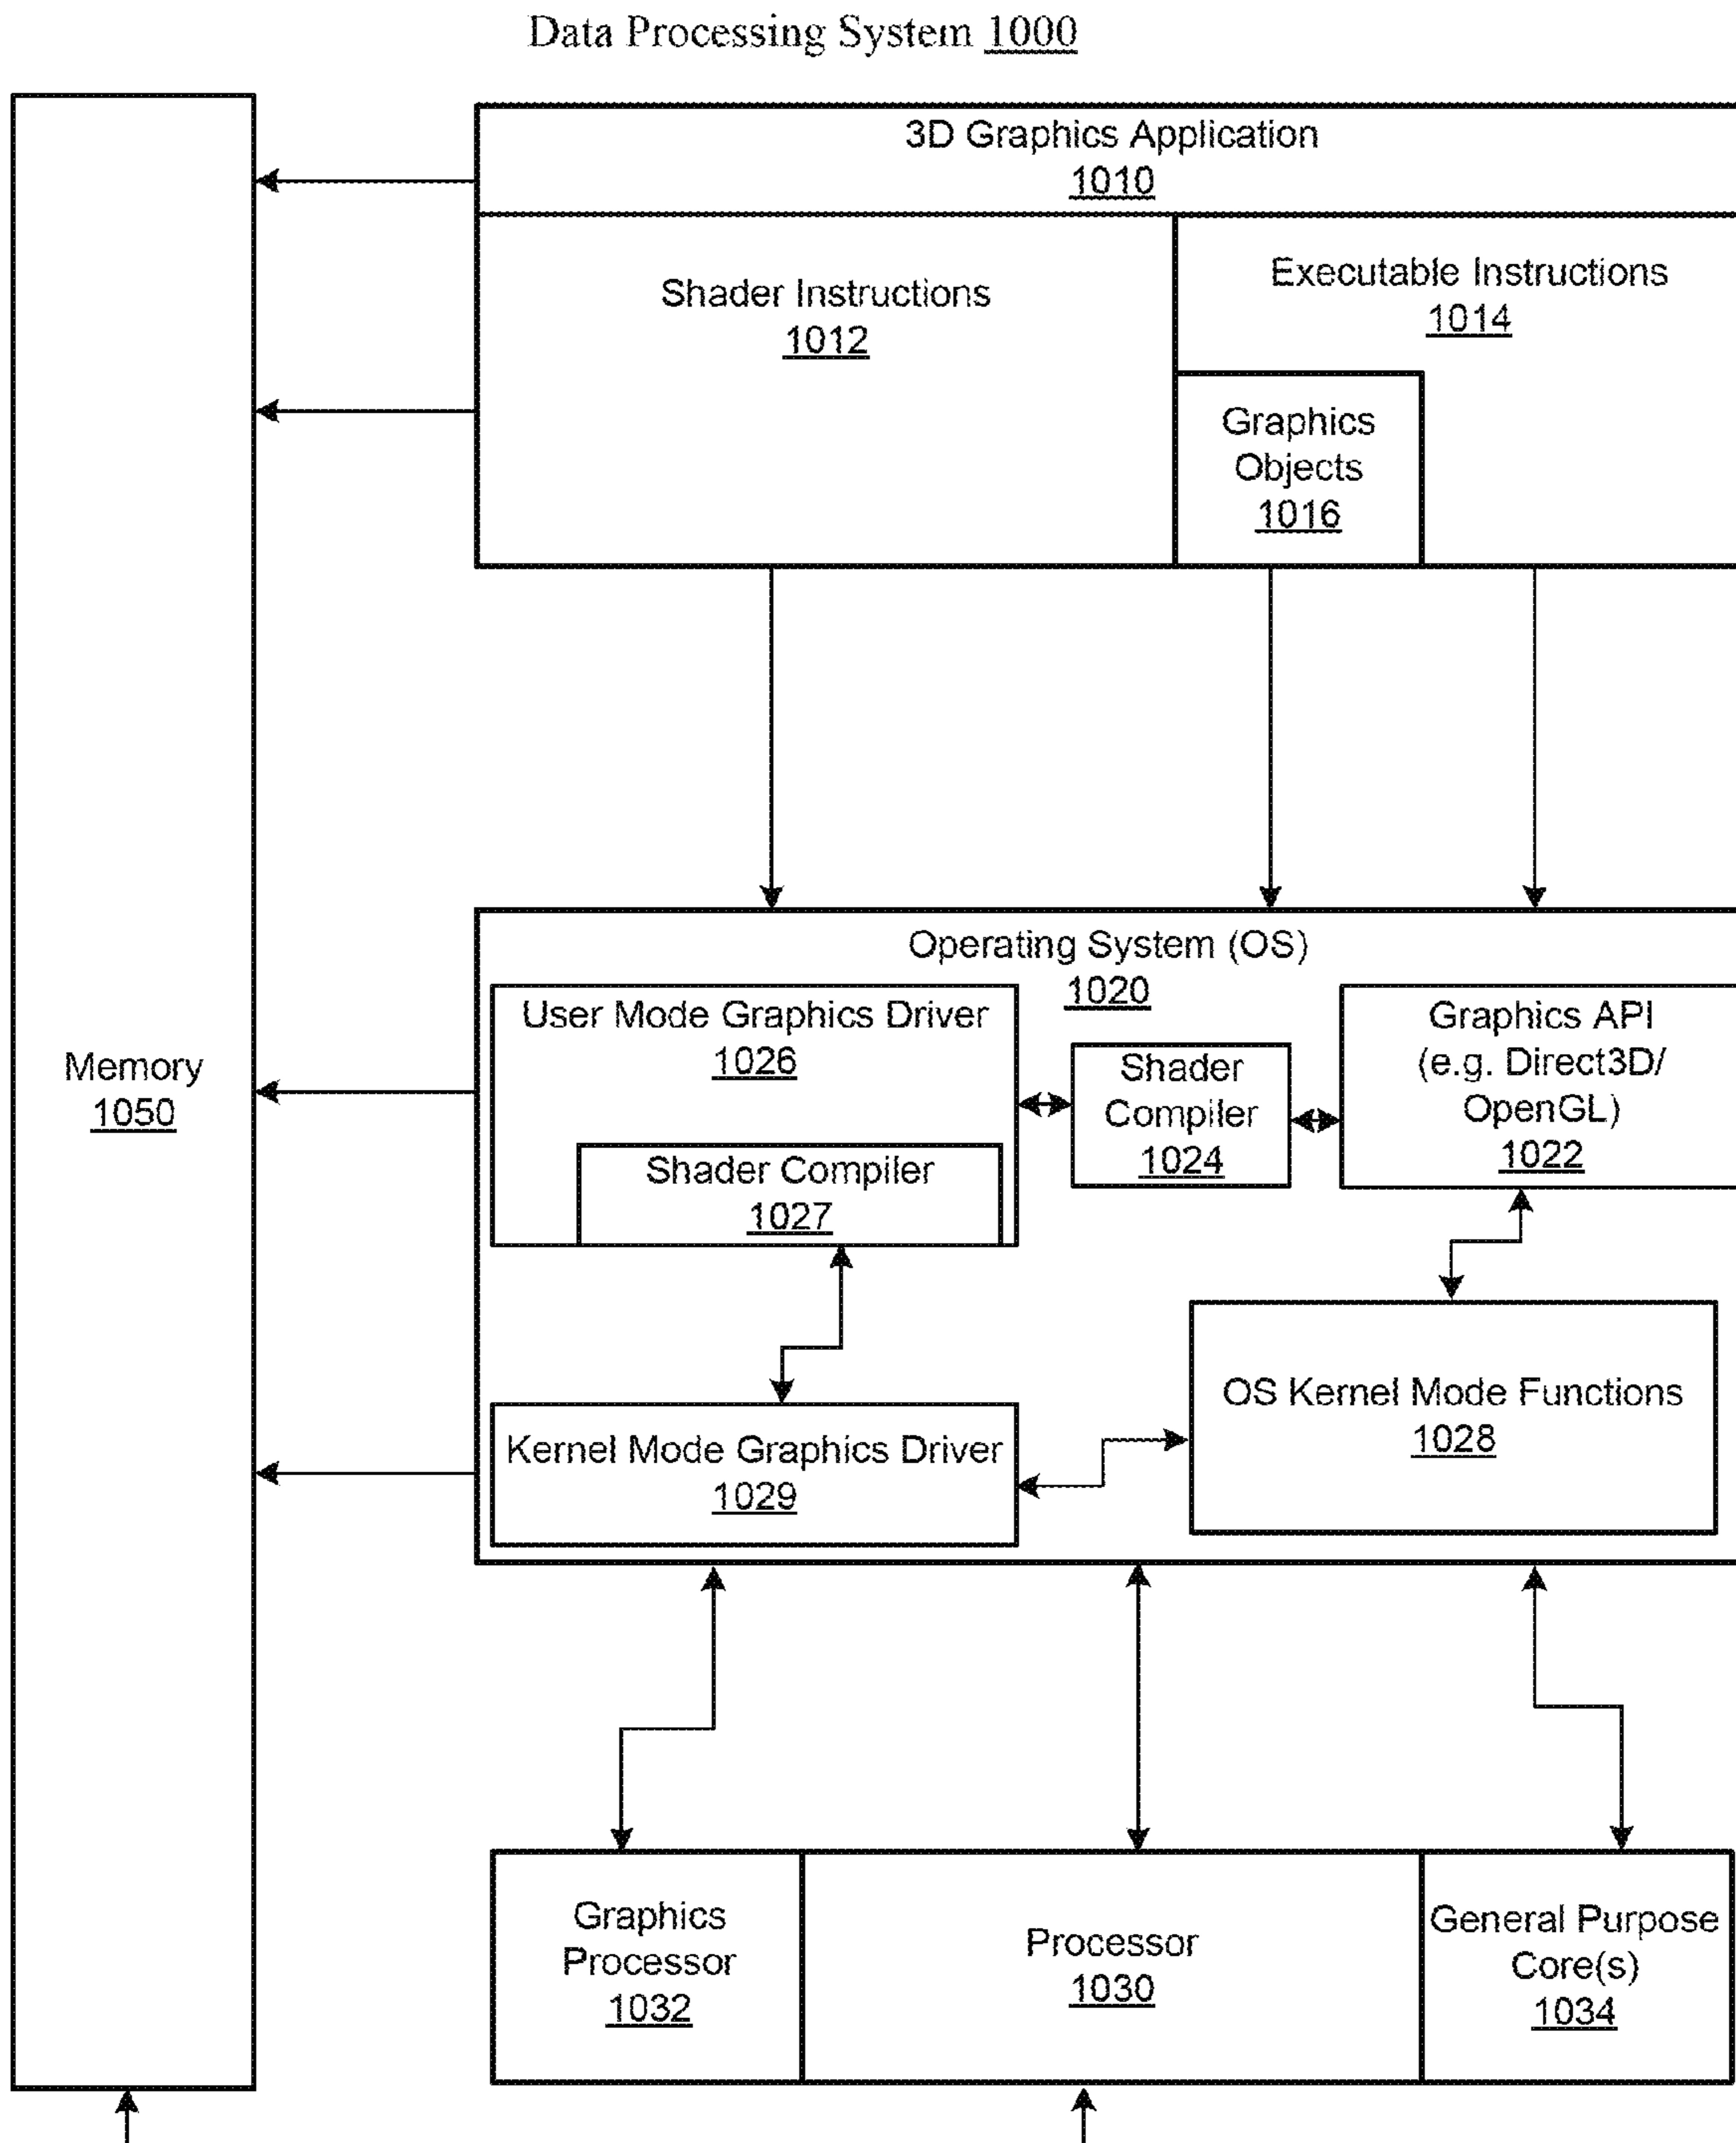 Data Processing System 1000
3D Graphics Application
1010
Shader Instructions
1012
Executable Instructions
1014
Graphics
Objects
1016
Operating System (OS)
1020
User Mode Graphics Driver
1026
Shader Compiler
1027
Shader
Compiler
1024
Graphics API
(e.g. Direct3D/
OpenGL)
1022
Memory
1050
OS Kernel Mode Functions
1028
Kernel Mode Graphics Driver
1029
Graphics
Processor
1032
Processor
1030
General Purpose
Core(s)
1034